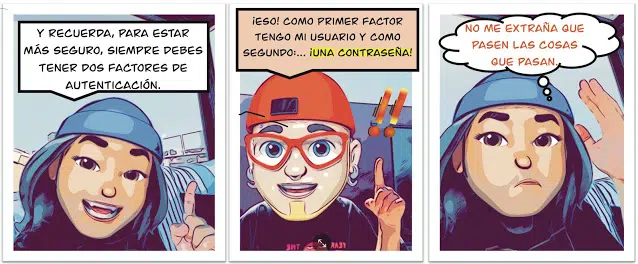 Y RECUERDA, PARA ESTAR
MÁS SEGURO, SIEMPRE DEBES
TENER DOS FACTORES DE
AUTENTICACIÓN.
¡ESO! COMO PRIMER FACTOR
TENGO MI USUARIO Y COMO
SEGUNDO:... ¡UNA CONTRASEÑA!
!!
NO ME EXTRAÑA QUE
PASEN LAS COSAS
QUE PASAN.